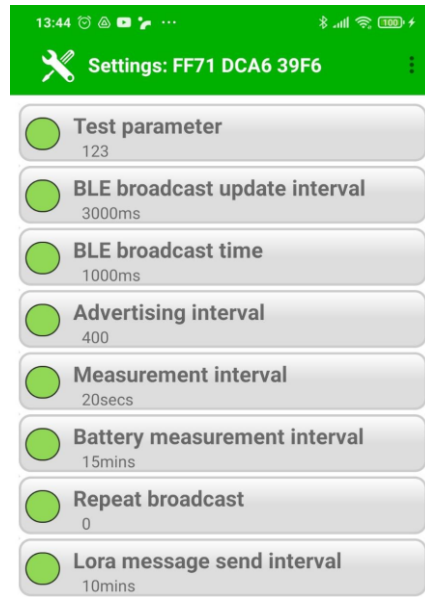 13:44
100
Settings: FF71 DCA6 39F6
Test parameter
123
BLE broadcast update interval
3000ms
BLE broadcast time
1000ms
Advertising interval
400
Measurement interval
20secs
Battery measurement interval
15mins
Repeat broadcast
0
Lora message send interval
10mins